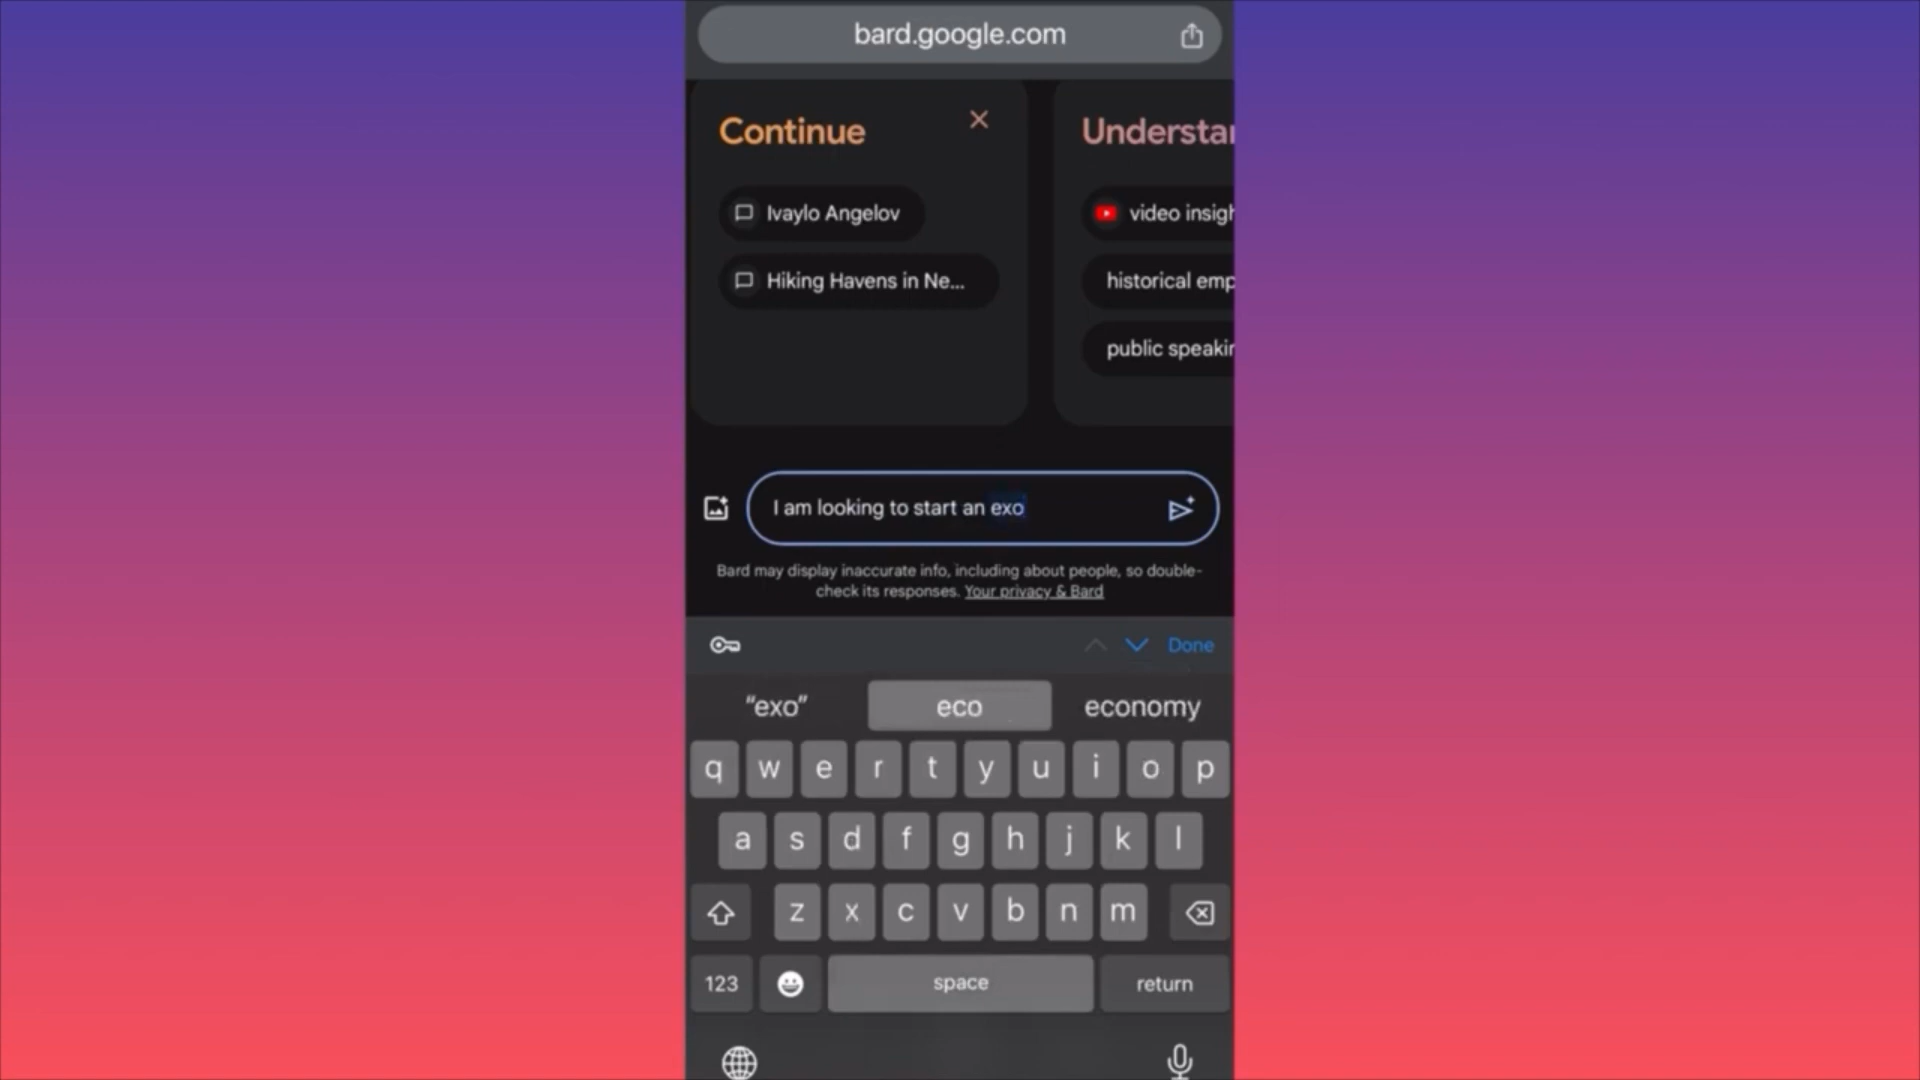 bard.google.com
Continue
Understa
Ivaylo Angelov
video insigh
Hiking Havens in Ne...
historical emp
public speakin
I am looking to start an exo
Bard may display inaccurate info, including about people, so double-
check its responses. Your privacy & Bard
Done
“exo” eco economy
q w e r t y u i o p
a s d f g h j k l
z x c v b n m
123 space return